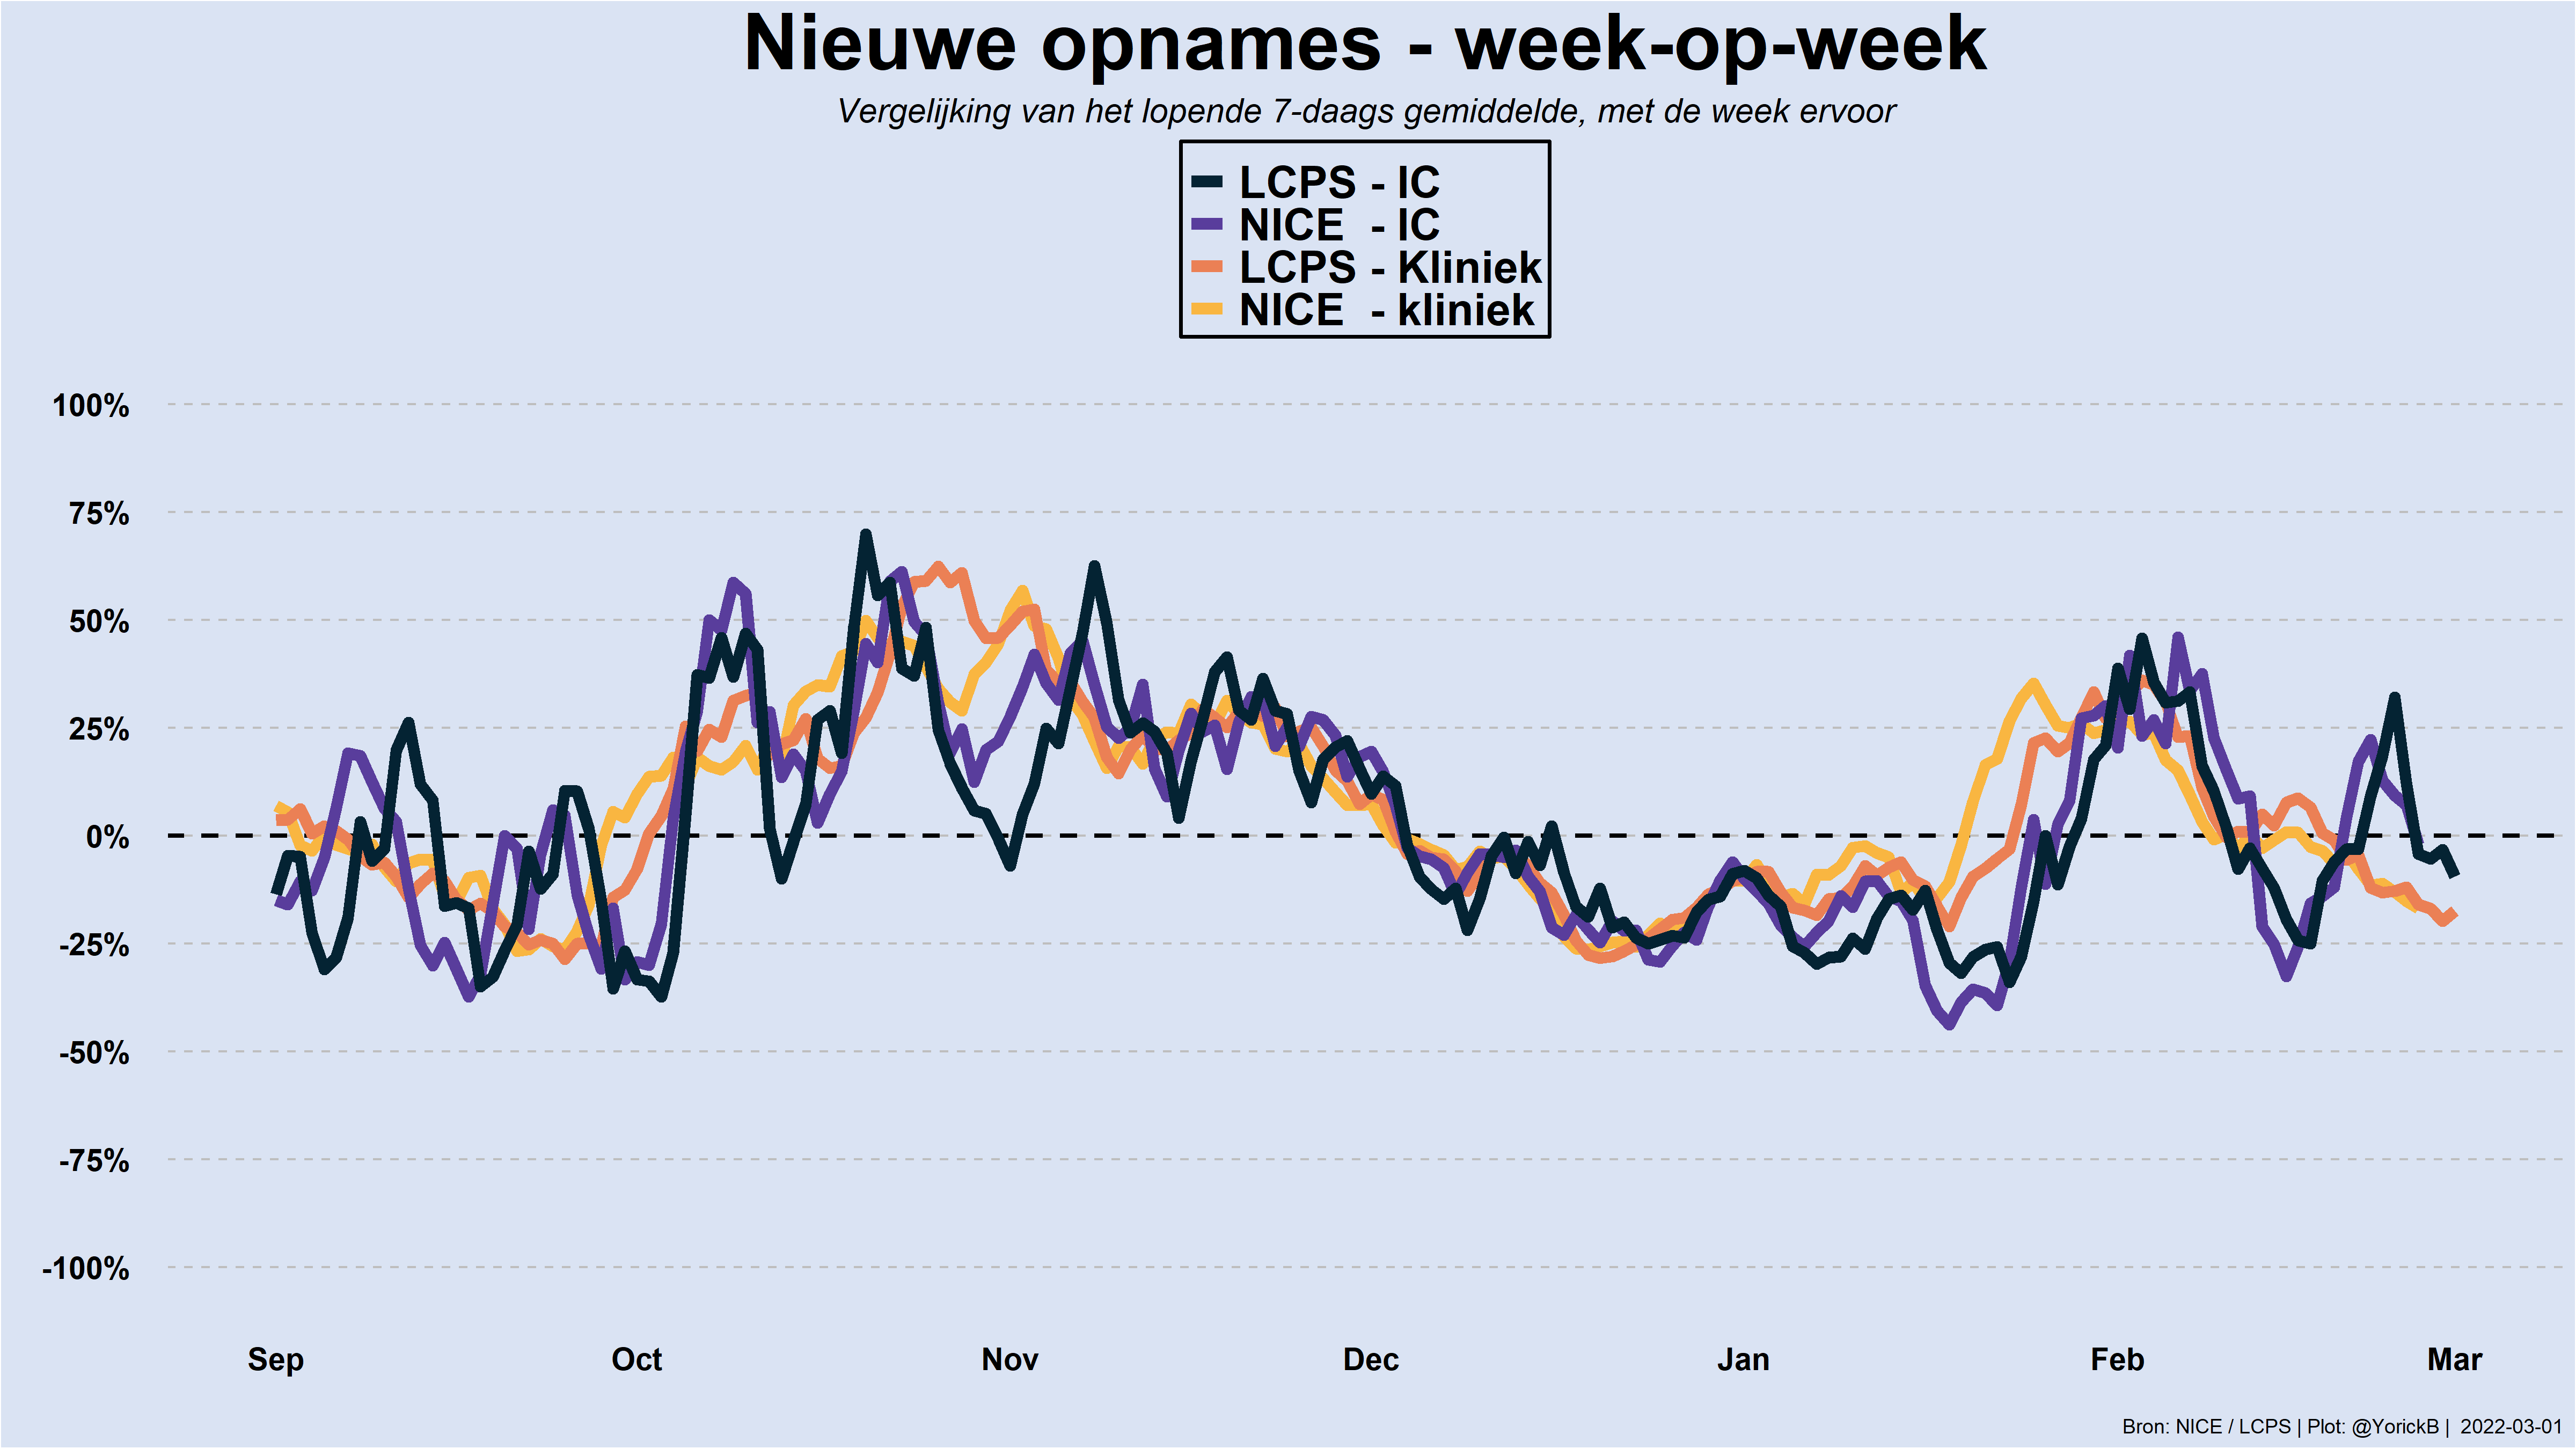 Nieuwe opnames - week-op-week
Vergelijking van het lopende 7-daags gemiddelde, met de week ervoor
LCPS - IC
NICE - IC
LCPS - Kliniek
NICE - kliniek
100%
75%
50%
25%
0%
-25%
-50%
-75%
-100%
Sep Oct Nov Dec Jan Feb Mar
Bron: NICE / LCPS | Plot: @YorickB | 2022-03-01